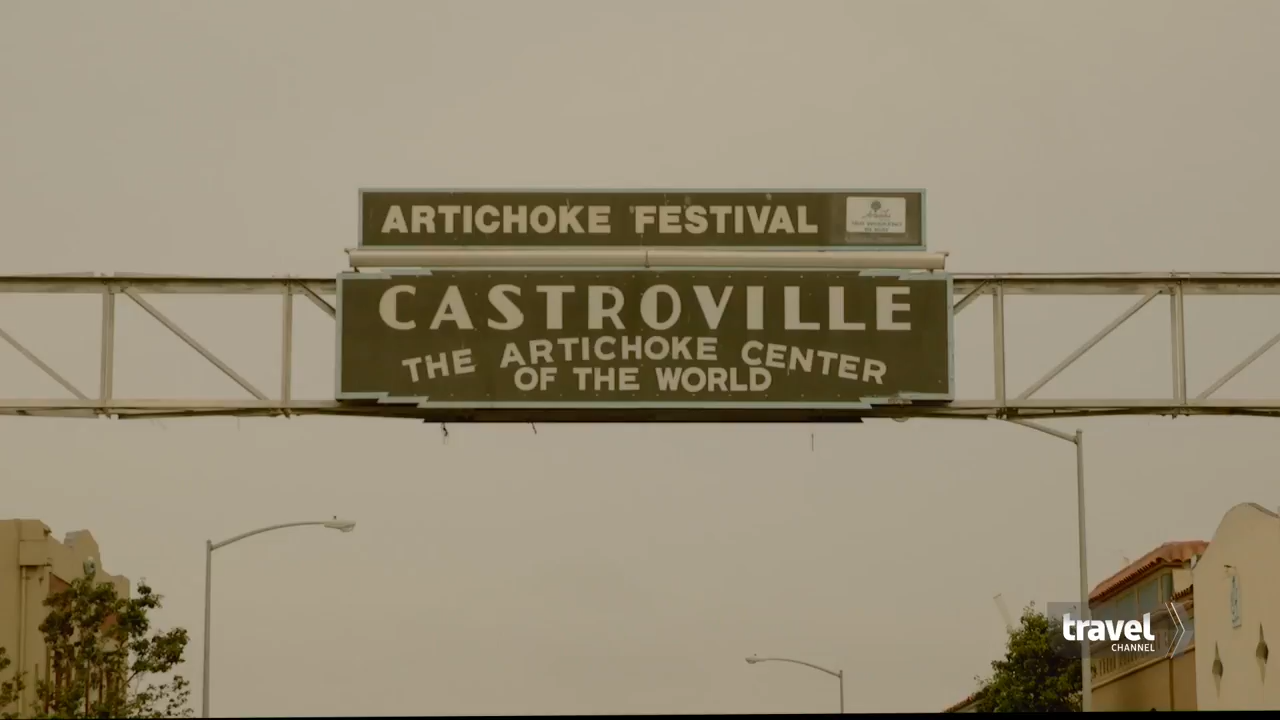 ARTICHOKE FESTIVAL
CASTROVILLE
THE ARTICHOKE CENTER
OF THE WORLD
travel
CHANNEL